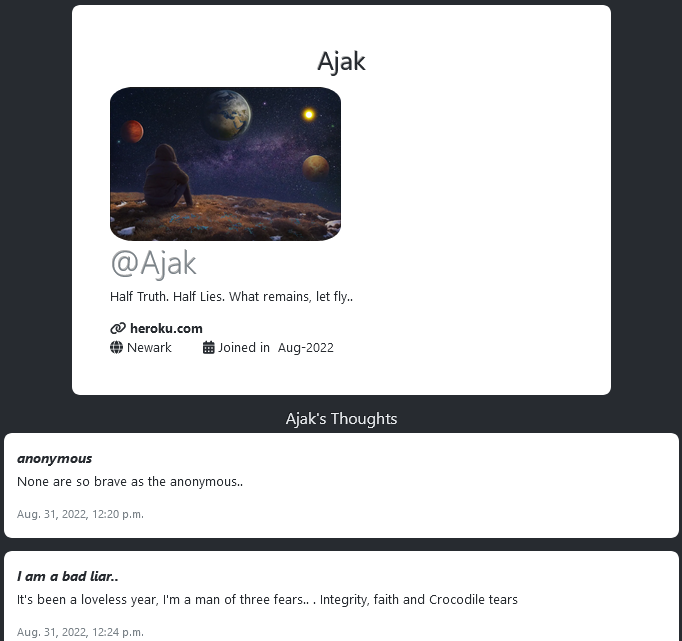 Ajak
@Ajak
Half Truth. Half Lies. What remains, let fly..
heroku.com
Newark Joined in Aug-2022
Ajak's Thoughts
anonymous
None are so brave as the anonymous..
Aug. 31, 2022, 12:20 p.m.
I am a bad liar..
It's been a loveless year, I'm a man of three fears.. . Integrity, faith and Crocodile tears
Aug. 31, 2022, 12:24 p.m.